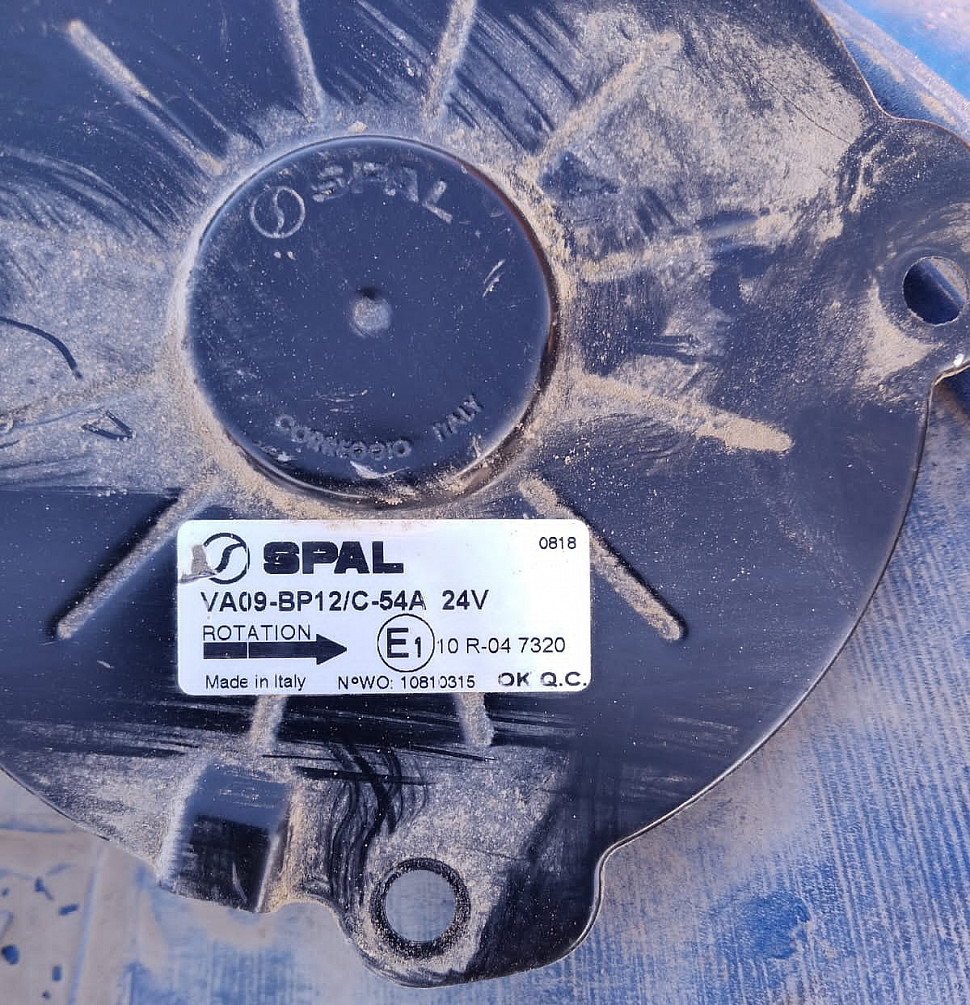 SPAL
CORREGGIO ITALY
SPAL 0818
VA09-BP12/C-54A 24V
ROTATION
E1 10 R-04 7320
Made in Italy N°WO: 10810315 OK Q.C.